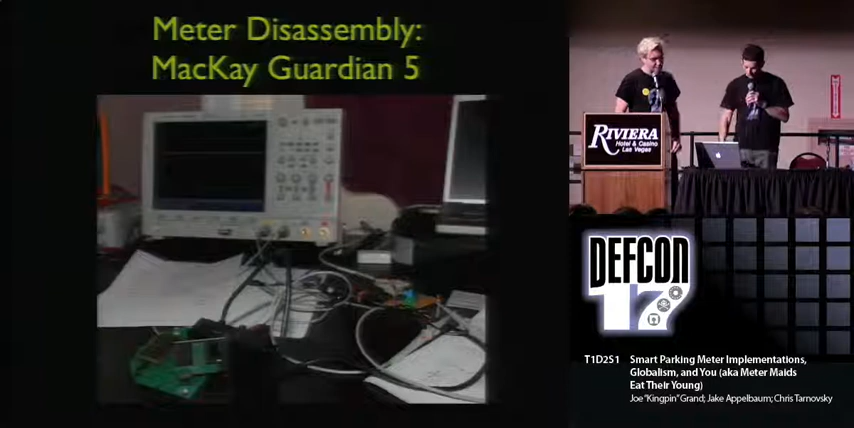 Meter Disassembly:
MacKay Guardian 5
RIVIERA
Hotel & Casino
Las Vegas
DEFCON
17
T1D2S1
Smart Parking Meter Implementations,
Globalism, and You (aka Meter Maids
Eat Their Young)
Joe "Kingpin" Grand; Jake Appelbaum; Chris Tarnovsky